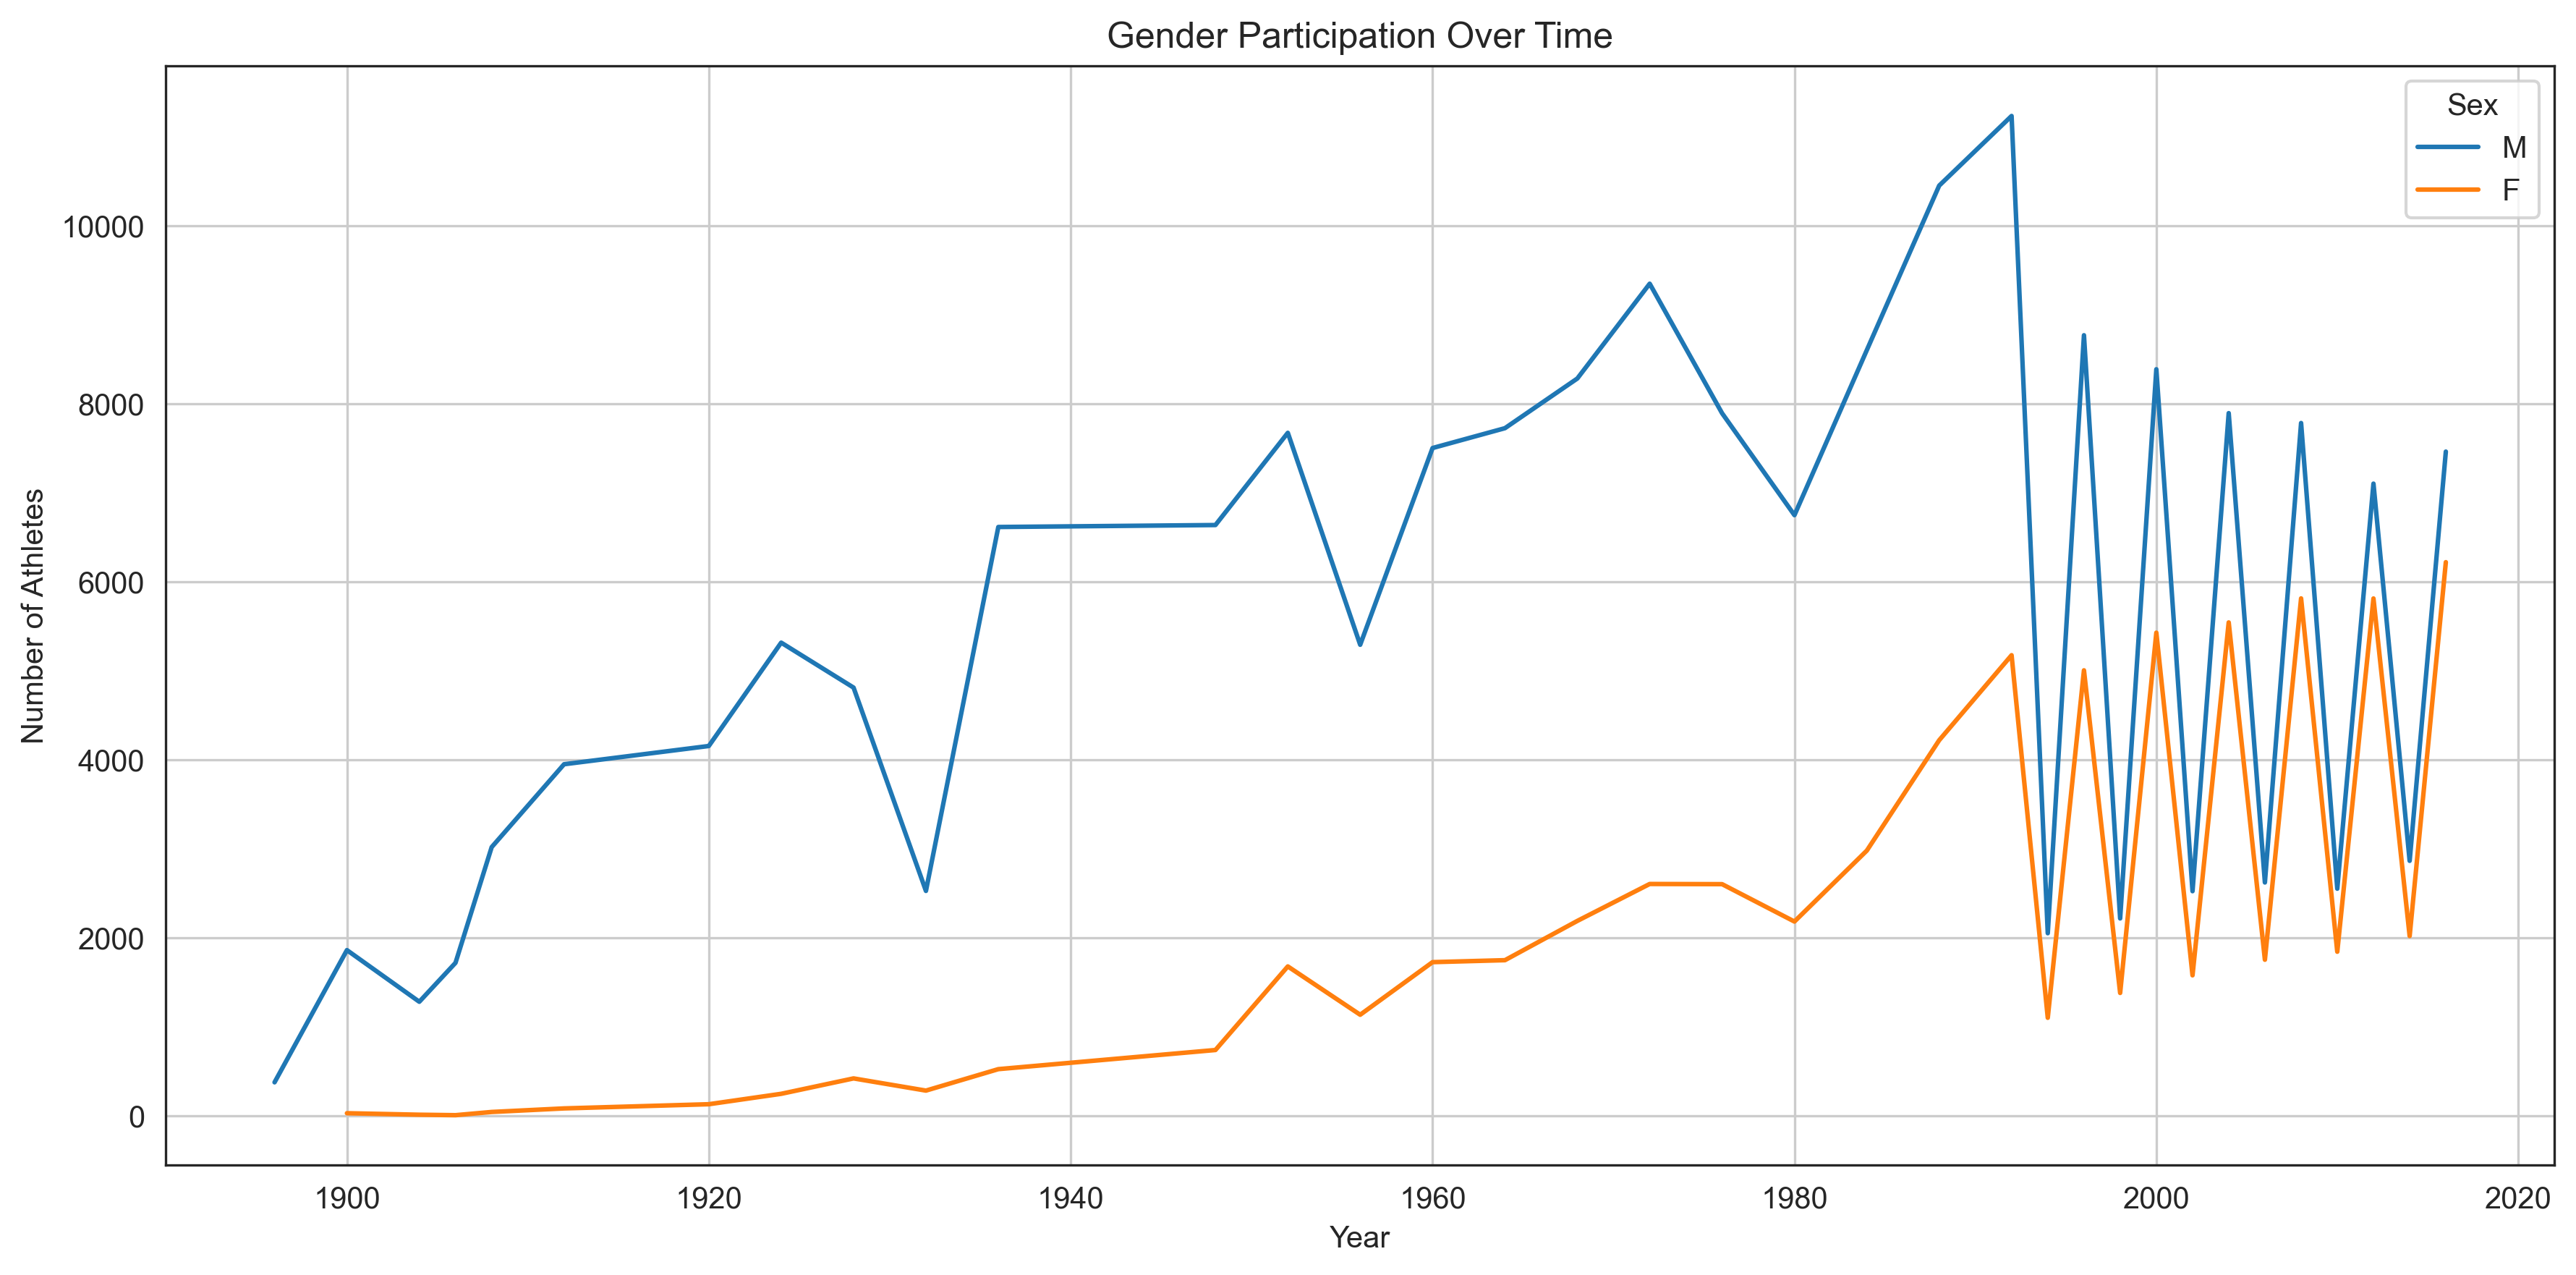 Gender Participation Over Time
Sex
M
F
Number of Athletes
10000
8000
6000
4000
2000
0
1900 1920 1940 1960 1980 2000 2020
Year